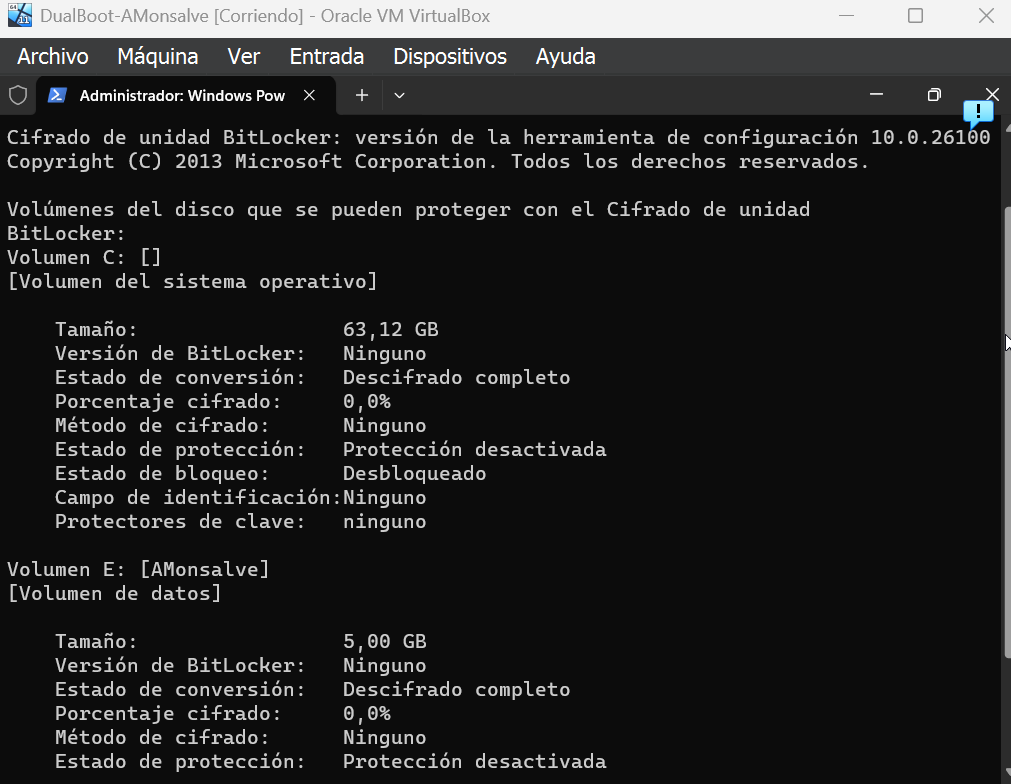 DualBoot-AMonsalve [Corriendo] - Oracle VM VirtualBox
Archivo Máquina Ver Entrada Dispositivos Ayuda
Administrador: Windows Pow
Cifrado de unidad BitLocker: versión de la herramienta de configuración 10.0.26100
Copyright (C) 2013 Microsoft Corporation. Todos los derechos reservados.
Volúmenes del disco que se pueden proteger con el Cifrado de unidad
BitLocker:
Volumen C: []
[Volumen del sistema operativo]
Tamaño: 63,12 GB
Versión de BitLocker: Ninguno
Estado de conversión: Descifrado completo
Porcentaje cifrado: 0,0%
Método de cifrado: Ninguno
Estado de protección: Protección desactivada
Estado de bloqueo: Desbloqueado
Campo de identificación:Ninguno
Protectores de clave: ninguno
Volumen E: [AMonsalve]
[Volumen de datos]
Tamaño: 5,00 GB
Versión de BitLocker: Ninguno
Estado de conversión: Descifrado completo
Porcentaje cifrado: 0,0%
Método de cifrado: Ninguno
Estado de protección: Protección desactivada